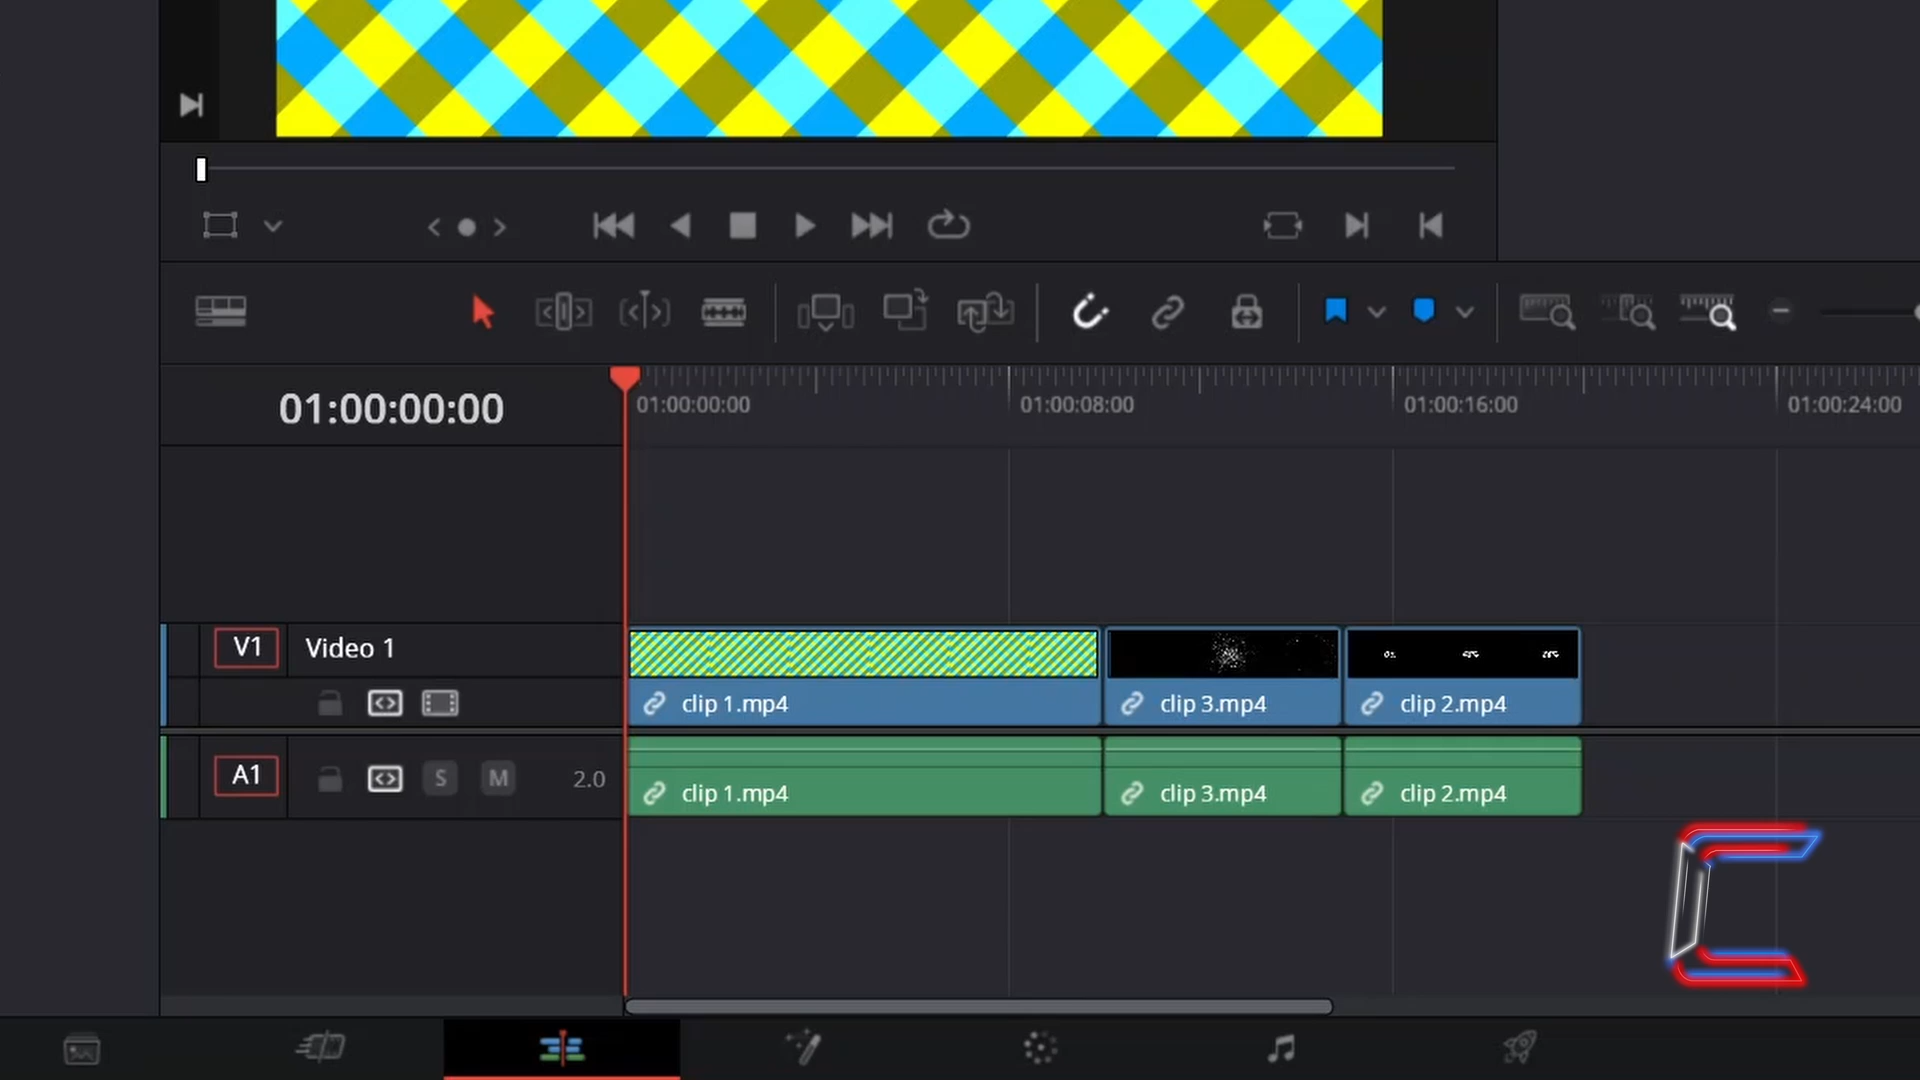 01:00:00:00
01:00:00:00 01:00:08:00 01:00:16:00 01:00:24:00
V1 Video 1
clip 1.mp4 clip 3.mp4 clip 2.mp4
A1 S M 2.0
clip 1.mp4 clip 3.mp4 clip 2.mp4